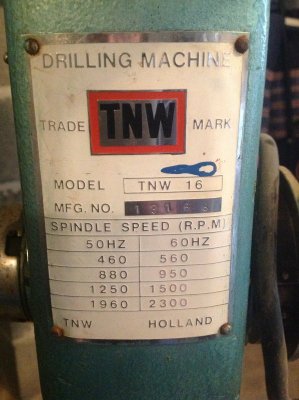 DRILLING MACHINE
TRADE TNW MARK
MODEL TNW 16
MFG. NO.
SPINDLE SPEED (R.P.M)
50HZ 60HZ
460 560
880 950
1250 1500
1960 2300
TNW HOLLAND